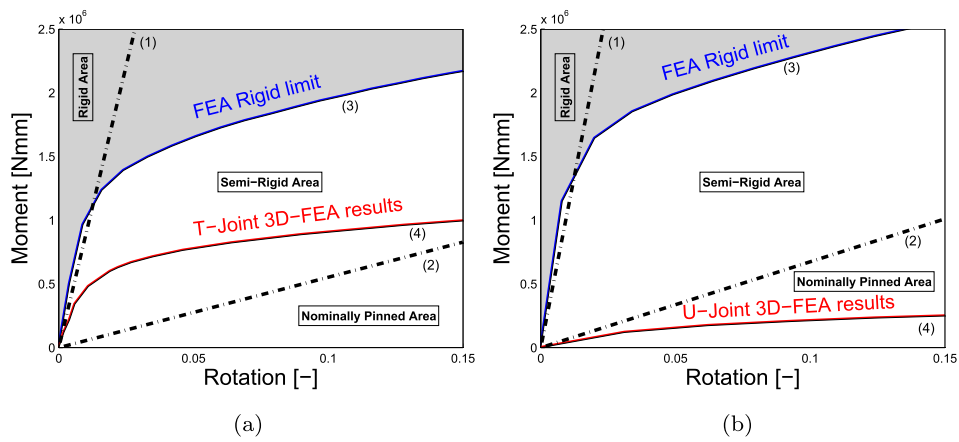 x 10⁶
2.5
2
1.5
1
0.5
0
Moment [Nmm]
Rigid Area
(1)
FEA Rigid limit
(3)
Semi−Rigid Area
T−Joint 3D−FEA results
(4)
(2)
Nominally Pinned Area
0
0.05
0.1
0.15
Rotation [−]
(a)
x 10⁶
2.5
2
1.5
1
0.5
0
Moment [Nmm]
Rigid Area
(1)
FEA Rigid limit
(3)
Semi−Rigid Area
(2)
Nominally Pinned Area
U−Joint 3D−FEA results
(4)
0
0.05
0.1
0.15
Rotation [−]
(b)